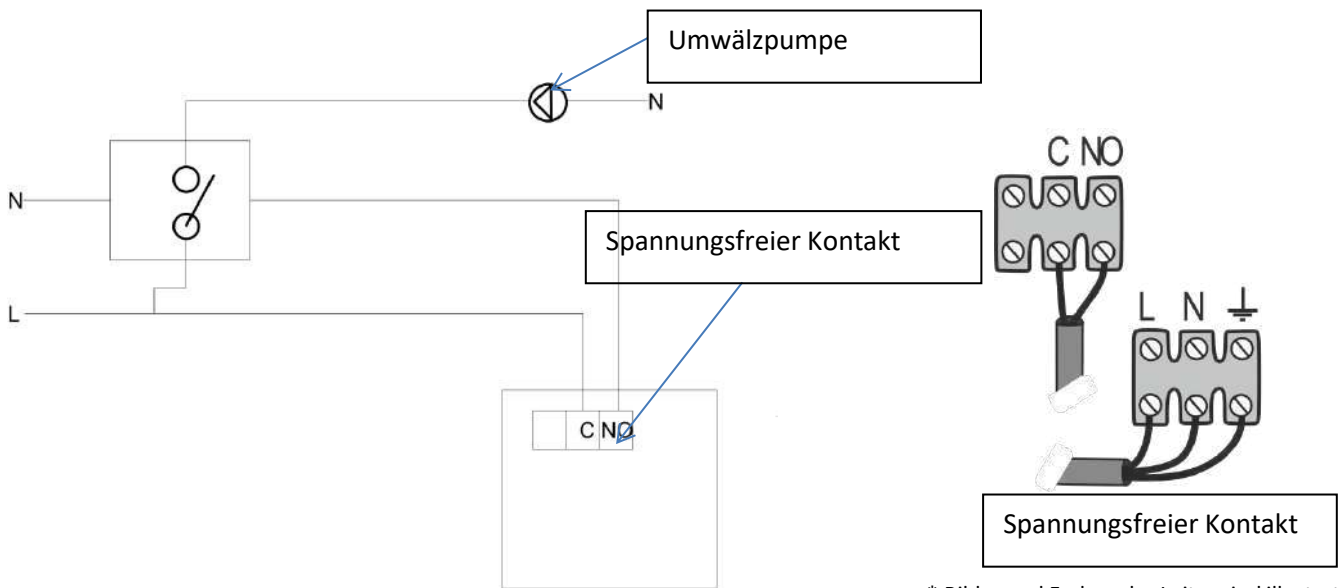 Umwälzpumpe
N
C NO
N
Spannungsfreier Kontakt
L
L N
C NO
Spannungsfreier Kontakt